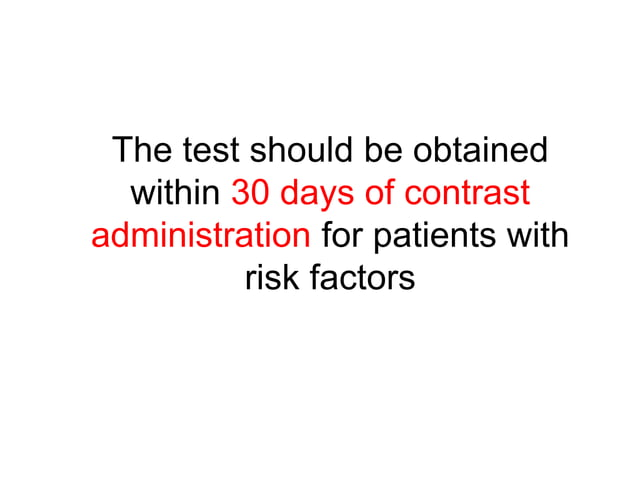 The test should be obtained
within 30 days of contrast
administration for patients with
risk factors